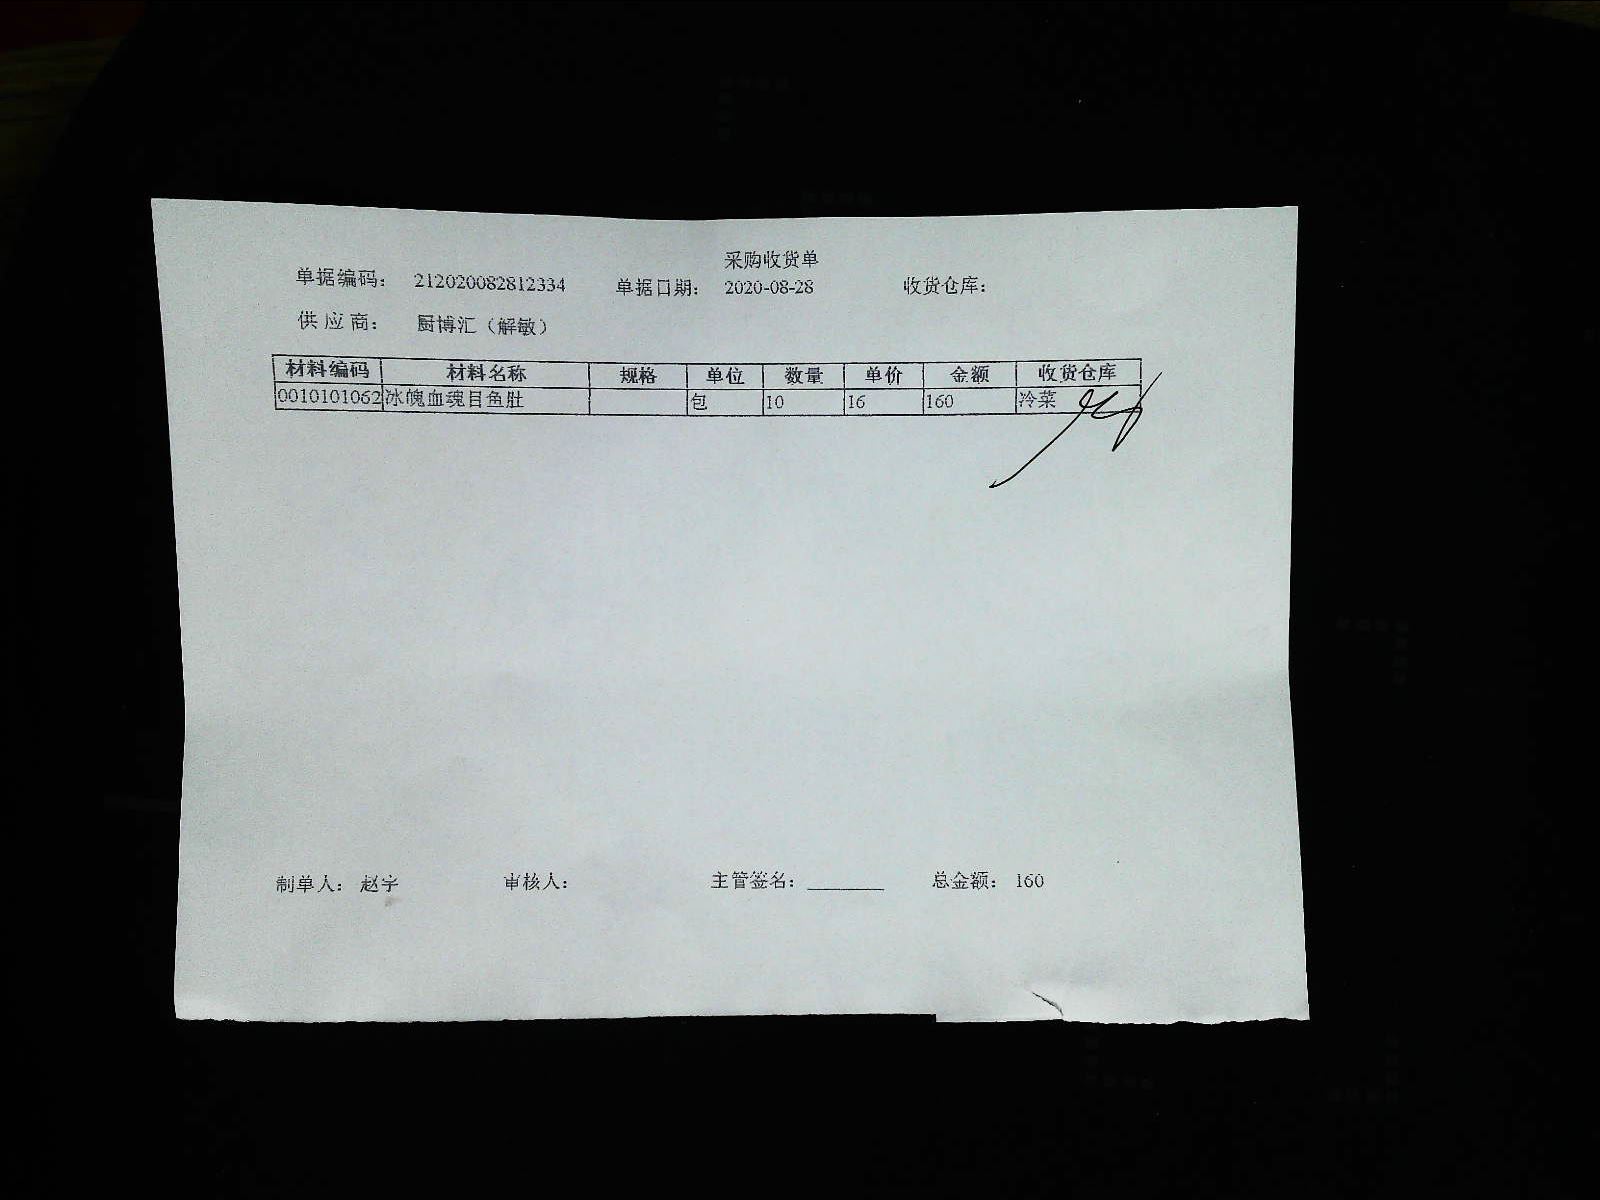 采购收货单
单据编码: 212020082812334 单据日期: 2020-08-28 收货仓库:
供应商: 厨博汇（解敏）
材料编码 材料名称 规格 单位 数量 单价 金额 收货仓库
0010101062 冰魄血魂目鱼肚 包 10 16 160 冷菜
制单人: 赵宇 审核人: 主管签名: 总金额: 160